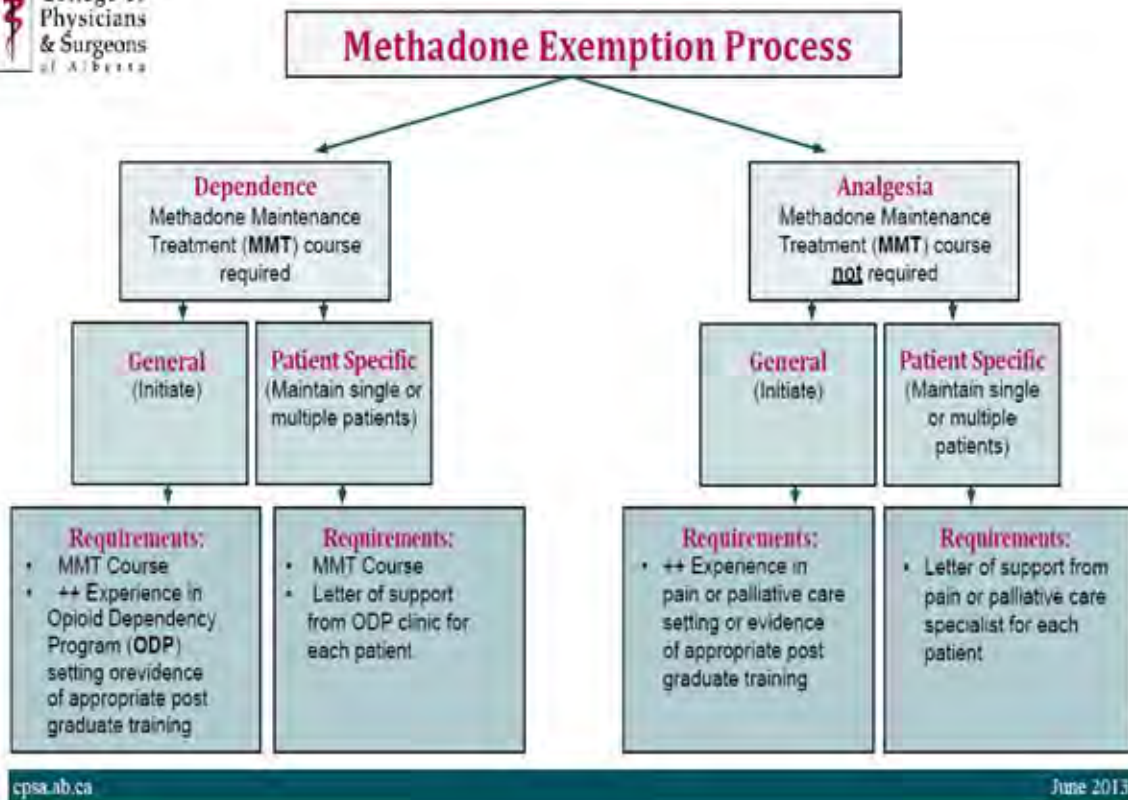 Physicians
& Surgeons
of Alberta
Methadone Exemption Process
Dependence
Methadone Maintenance
Treatment (MMT) course
required
Analgesia
Methadone Maintenance
Treatment (MMT) course
not required
General
(Initiate)
Patient Specific
(Maintain single or
multiple patients)
General
(Initiate)
Patient Specific
(Maintain single
or multiple
patients)
Requirements:
• MMT Course
• ++ Experience in
Opioid Dependency
Program (ODP)
setting orevidence
of appropriate post
graduate training
Requirements:
• MMT Course
• Letter of support
from ODP clinic for
each patient
Requirements:
• ++ Experience in
pain or palliative care
setting or evidence
of appropriate post
graduate training
Requirements:
• Letter of support from
pain or palliative care
specialist for each
patient
cpsa.ab.ca
June 2013